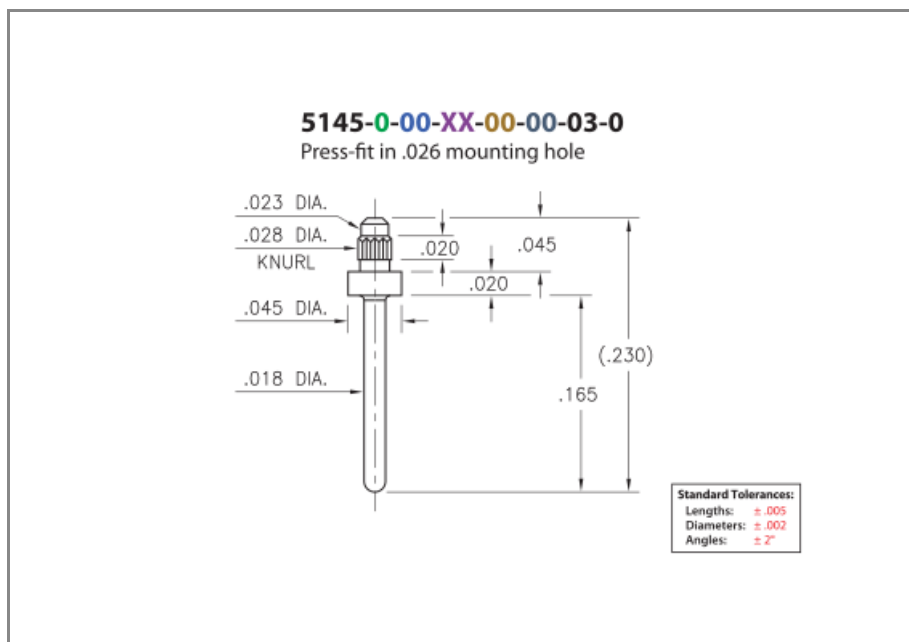 5145-0-00-XX-00-00-03-0
Press-fit in .026 mounting hole
.023 DIA.
.028 DIA.
KNURL
.020
.045
.020
.045 DIA.
(.230)
.018 DIA.
.165
Standard Tolerances:
Lengths: ± .005
Diameters: ± .002
Angles: ± 2°